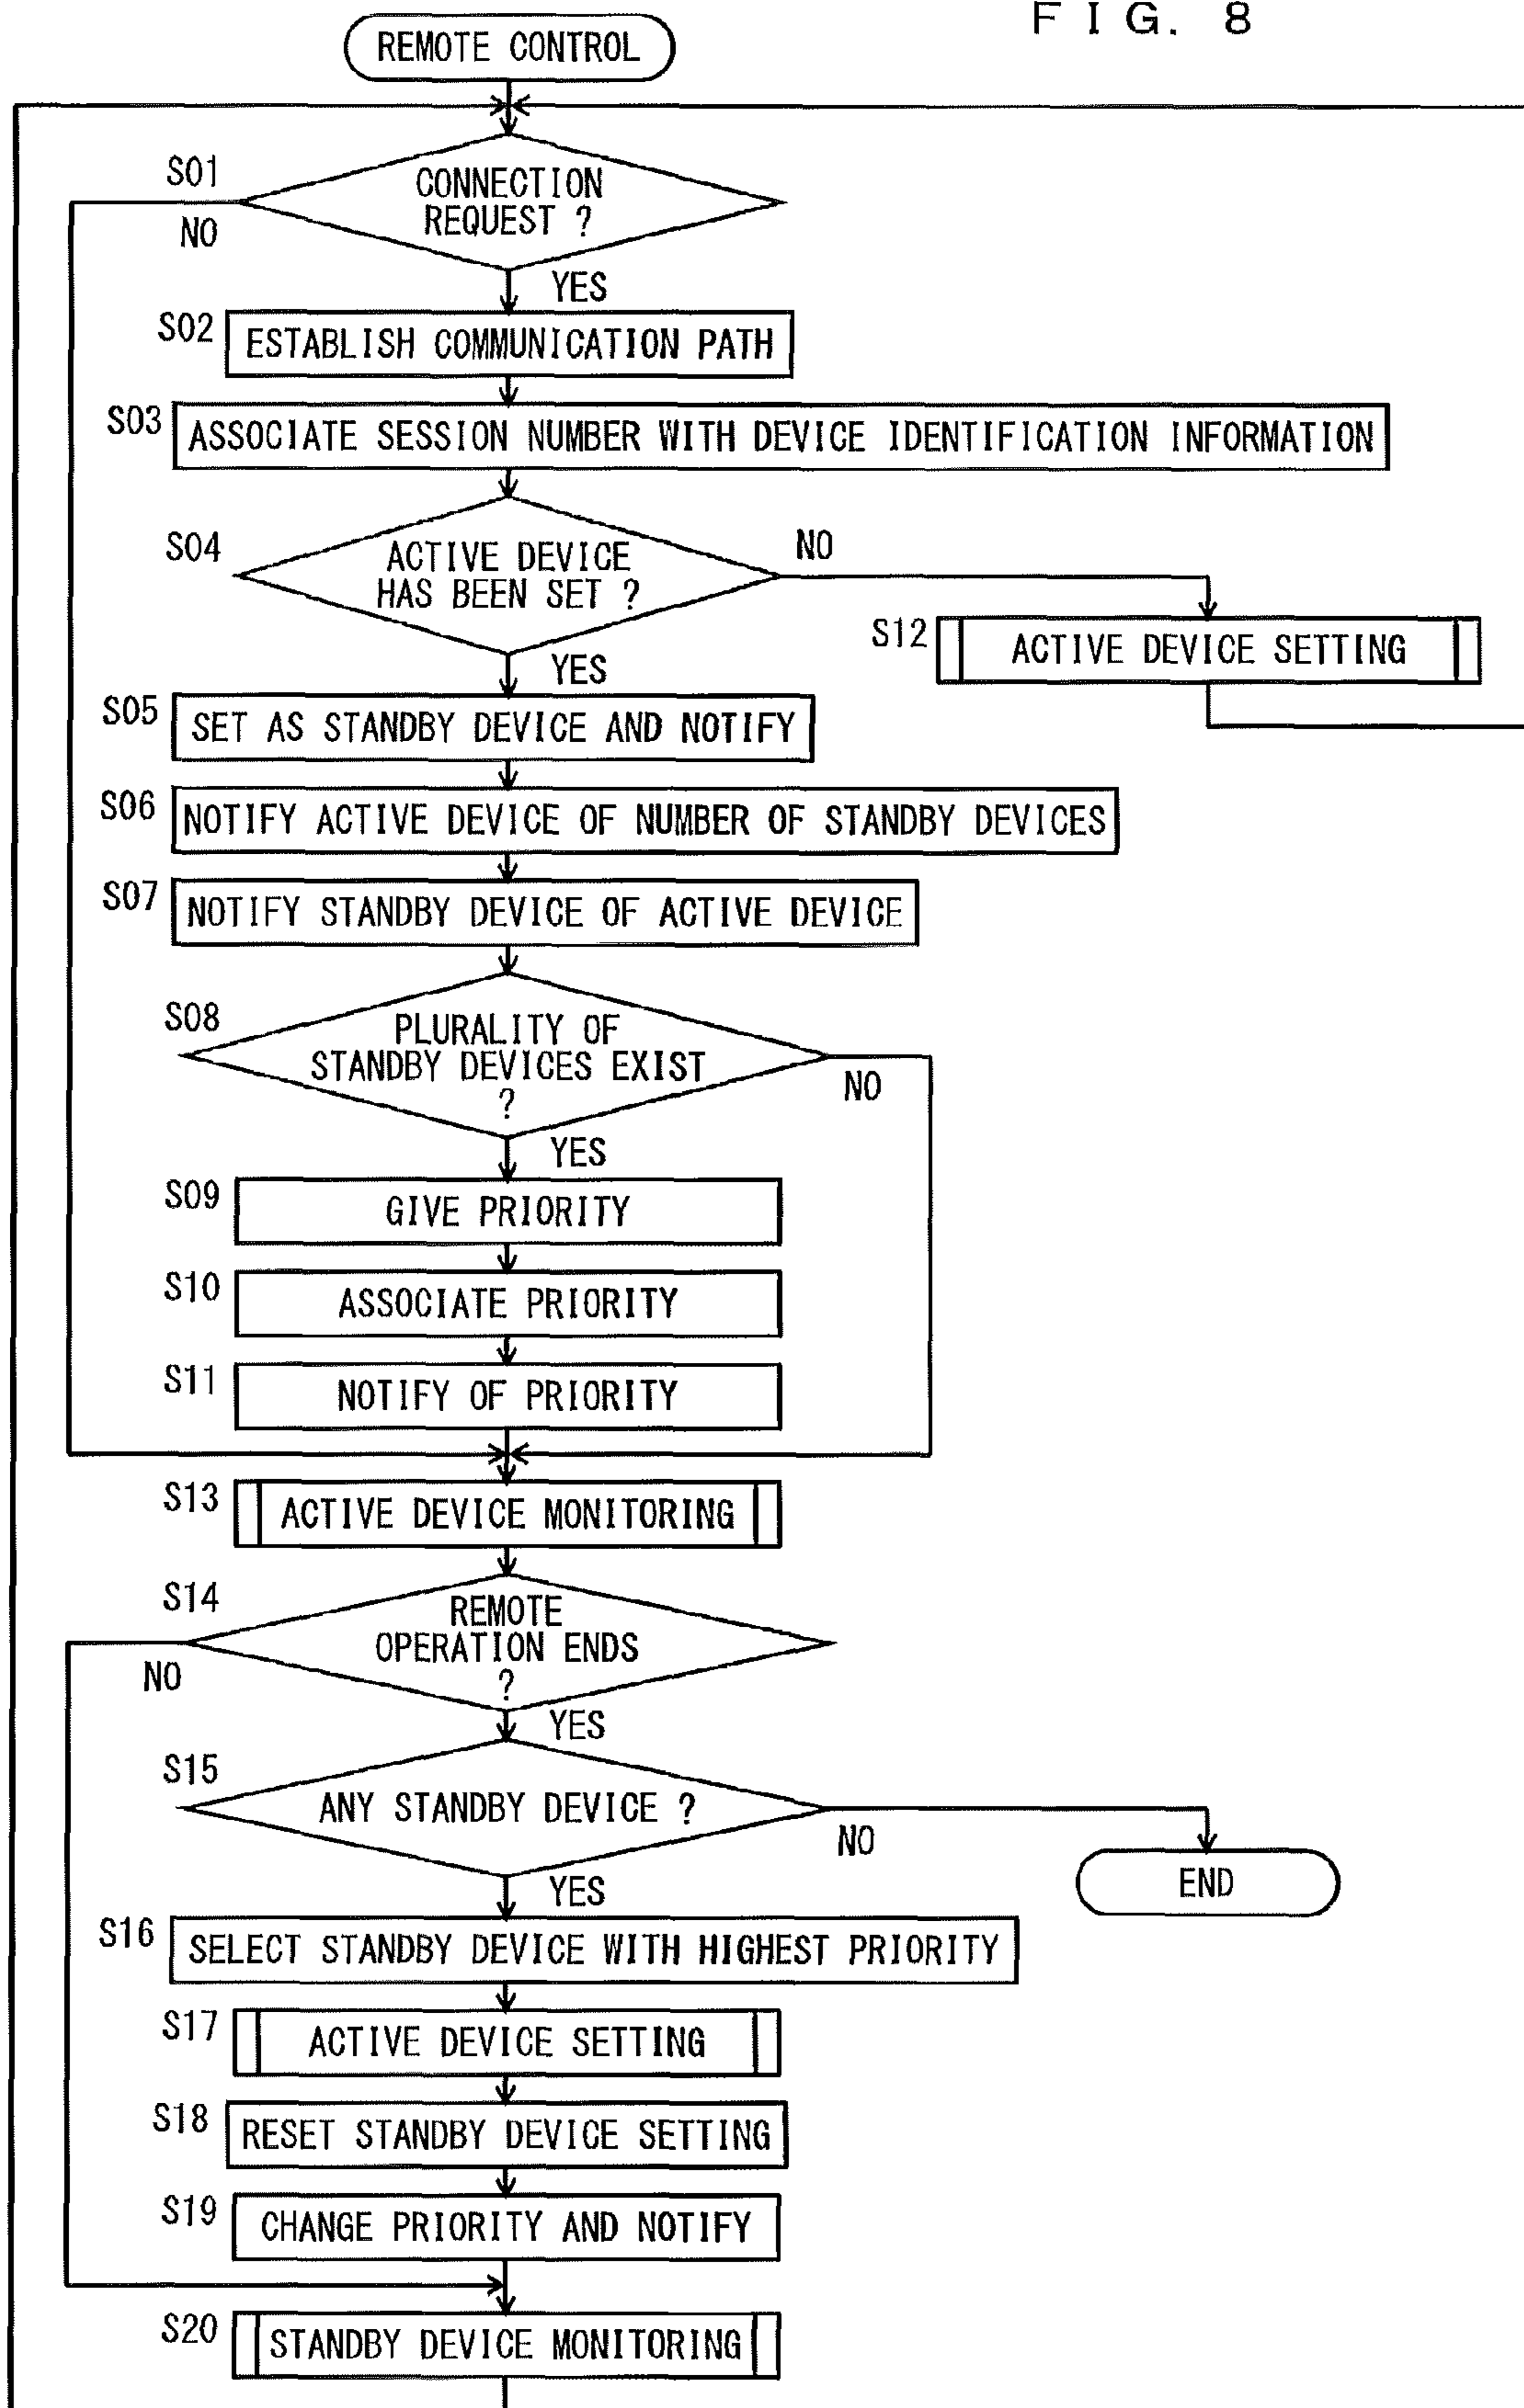 FIG. 8
REMOTE CONTROL
S01
CONNECTION
REQUEST ?
NO
YES
S02
ESTABLISH COMMUNICATION PATH
S03
ASSOCIATE SESSION NUMBER WITH DEVICE IDENTIFICATION INFORMATION
S04
ACTIVE DEVICE
HAS BEEN SET ?
NO
S12
ACTIVE DEVICE SETTING
YES
S05
SET AS STANDBY DEVICE AND NOTIFY
S06
NOTIFY ACTIVE DEVICE OF NUMBER OF STANDBY DEVICES
S07
NOTIFY STANDBY DEVICE OF ACTIVE DEVICE
S08
PLURALITY OF
STANDBY DEVICES EXIST
?
NO
YES
S09
GIVE PRIORITY
S10
ASSOCIATE PRIORITY
S11
NOTIFY OF PRIORITY
S13
ACTIVE DEVICE MONITORING
S14
REMOTE
OPERATION ENDS
?
NO
YES
S15
ANY STANDBY DEVICE ?
NO
END
YES
S16
SELECT STANDBY DEVICE WITH HIGHEST PRIORITY
S17
ACTIVE DEVICE SETTING
S18
RESET STANDBY DEVICE SETTING
S19
CHANGE PRIORITY AND NOTIFY
S20
STANDBY DEVICE MONITORING